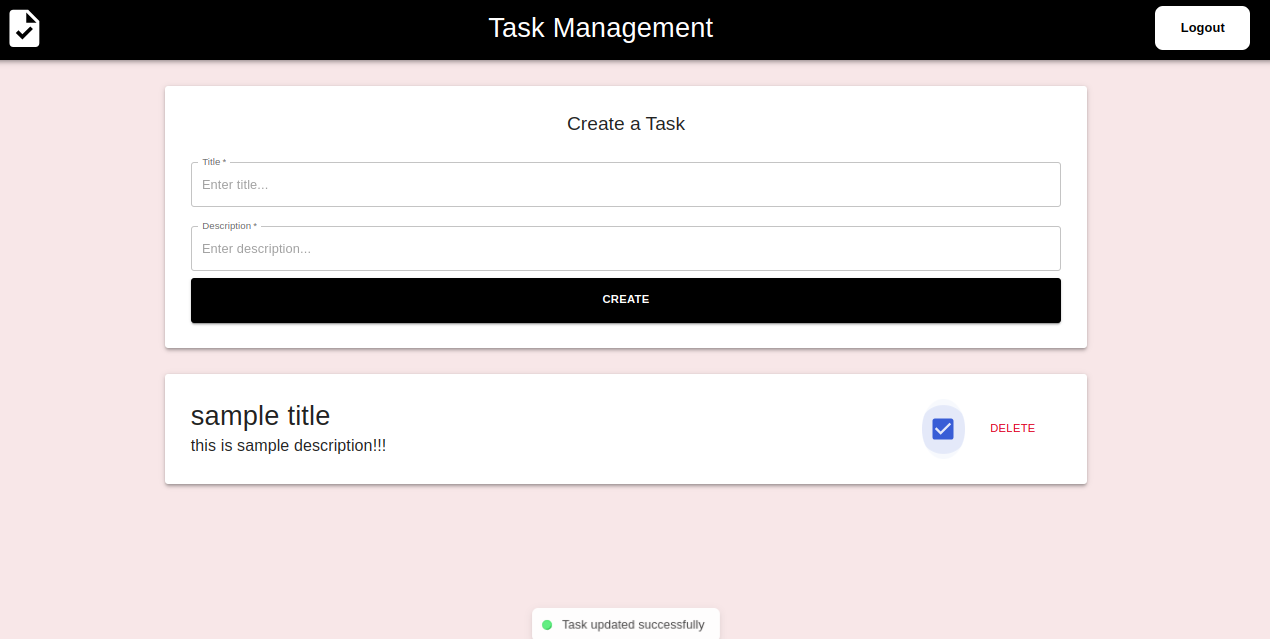 Task Management
Logout
Create a Task
Title *
Enter title...
Description *
Enter description...
CREATE
sample title
this is sample description!!!
DELETE
Task updated successfully